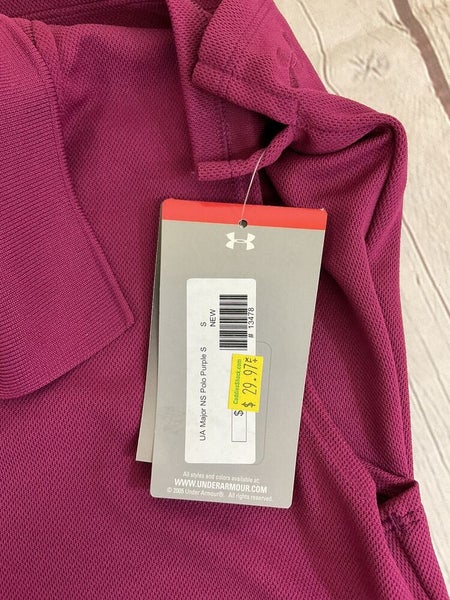 UA Major NS Polo Purple S
S
NEW
# 13478
$
$ 29.97
All styles and colors available at:
WWW.UNDERARMOUR.COM
© 2005 Under Armour®. All rights reserved.